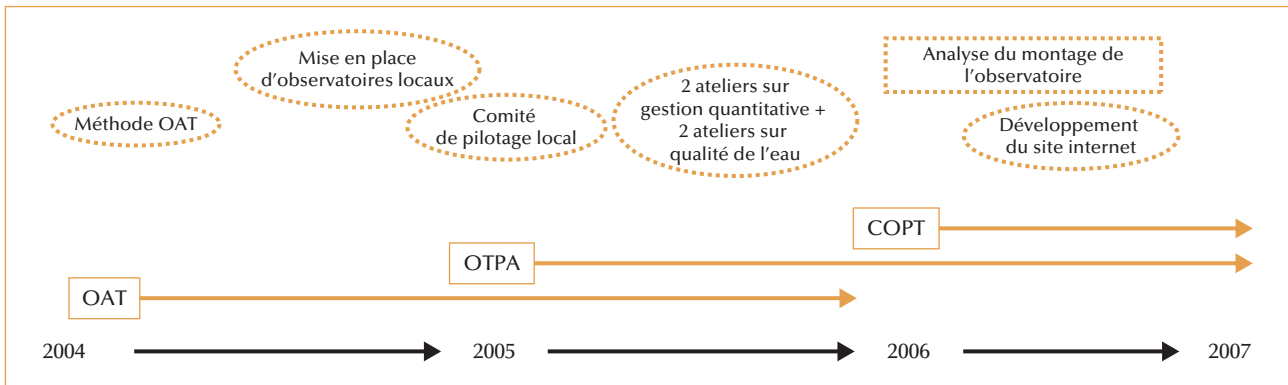 Méthode OAT
Mise en place
d'observatoires locaux
Comité
de pilotage local
2 ateliers sur
gestion quantitative +
2 ateliers sur
qualité de l'eau
Analyse du montage de
l'observatoire
Développement
du site internet
COPT
OTPA
OAT
2004
2005
2006
2007